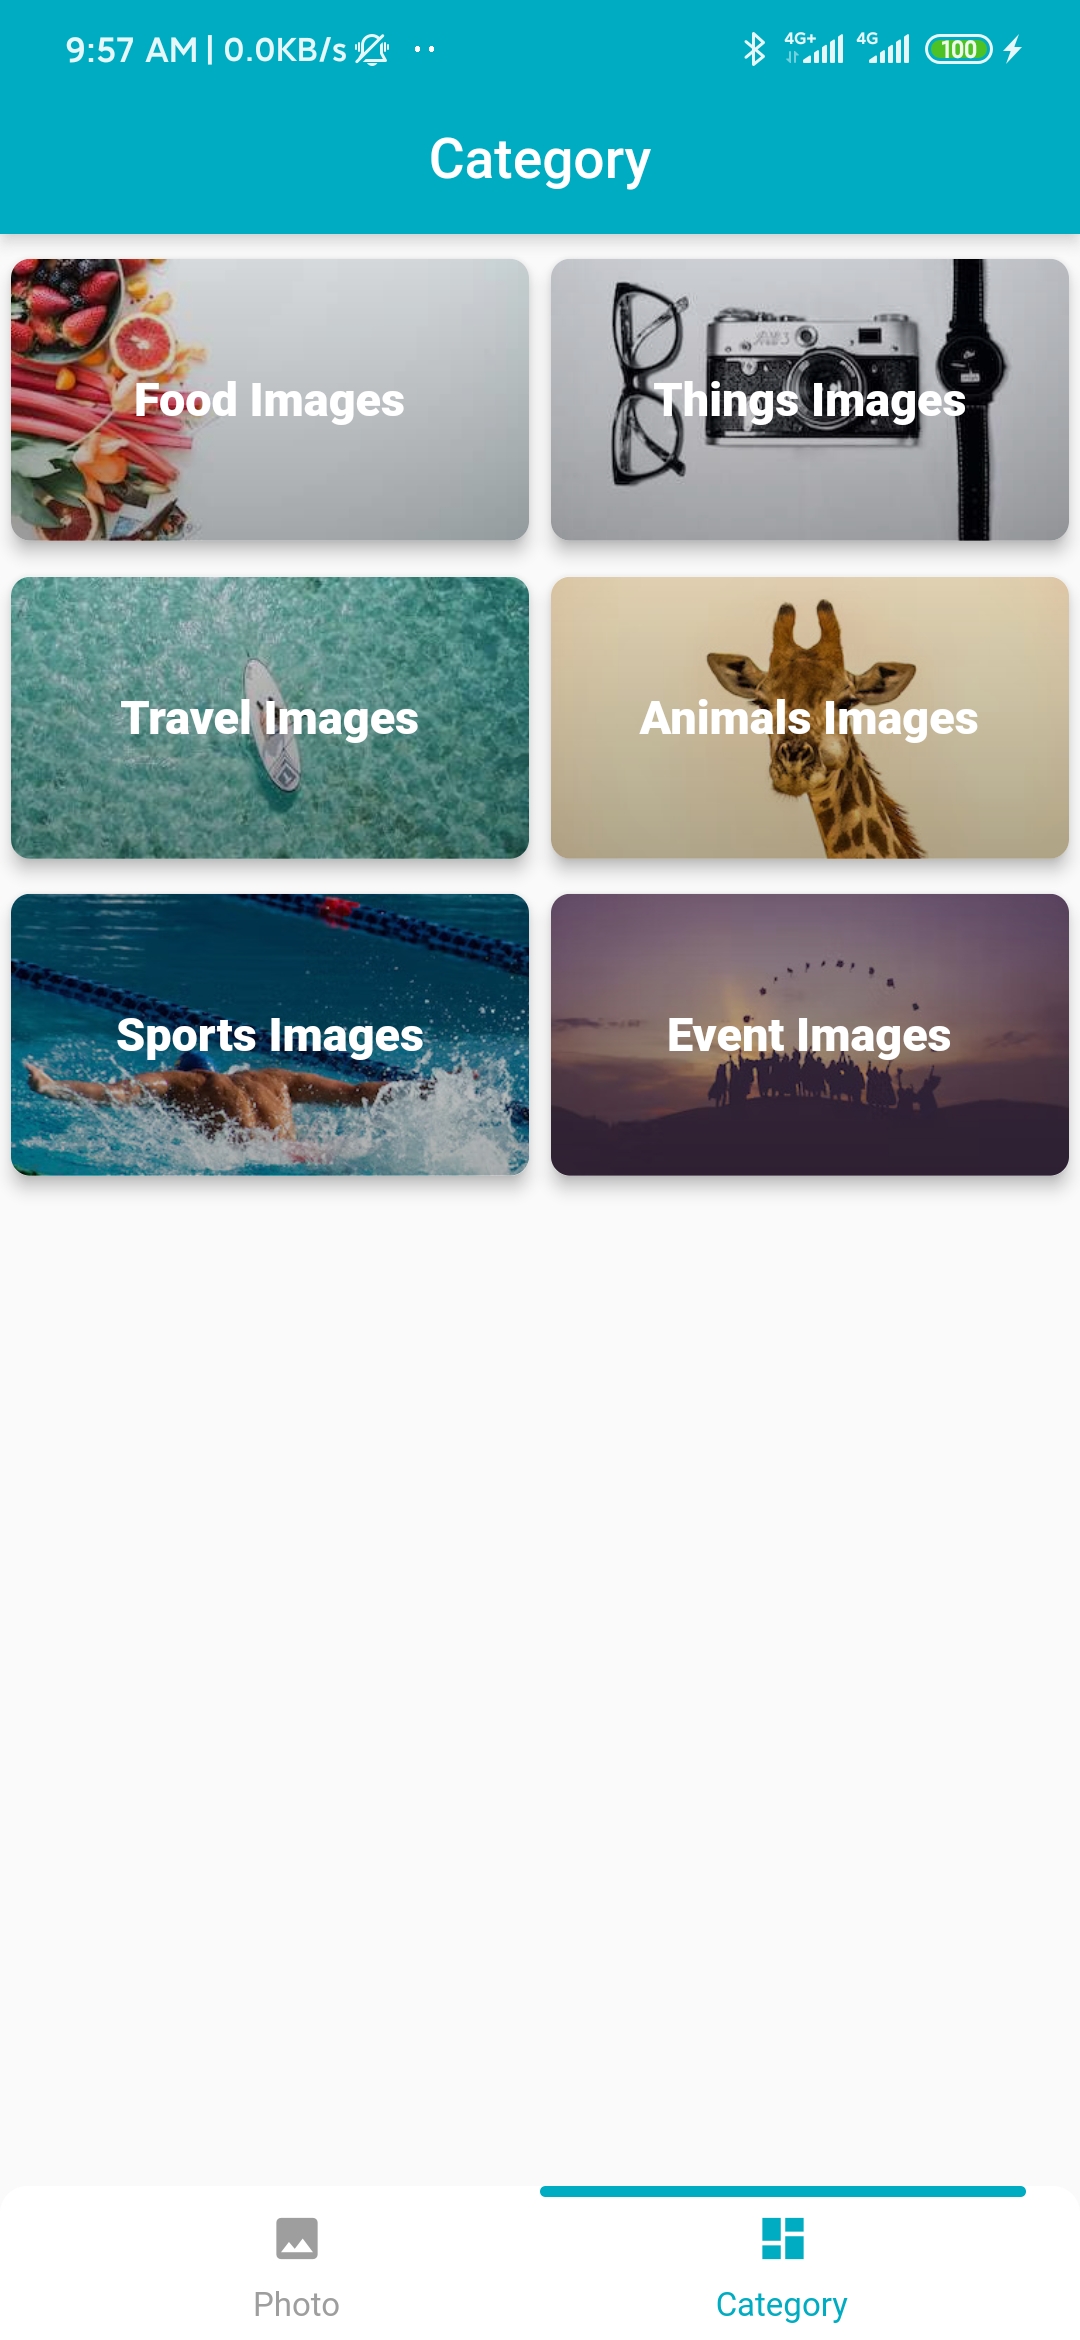 9:57 AM | 0.0KB/s
4G+ 4G 100
Category
Food Images
Things Images
Travel Images
Animals Images
Sports Images
Event Images
Photo
Category